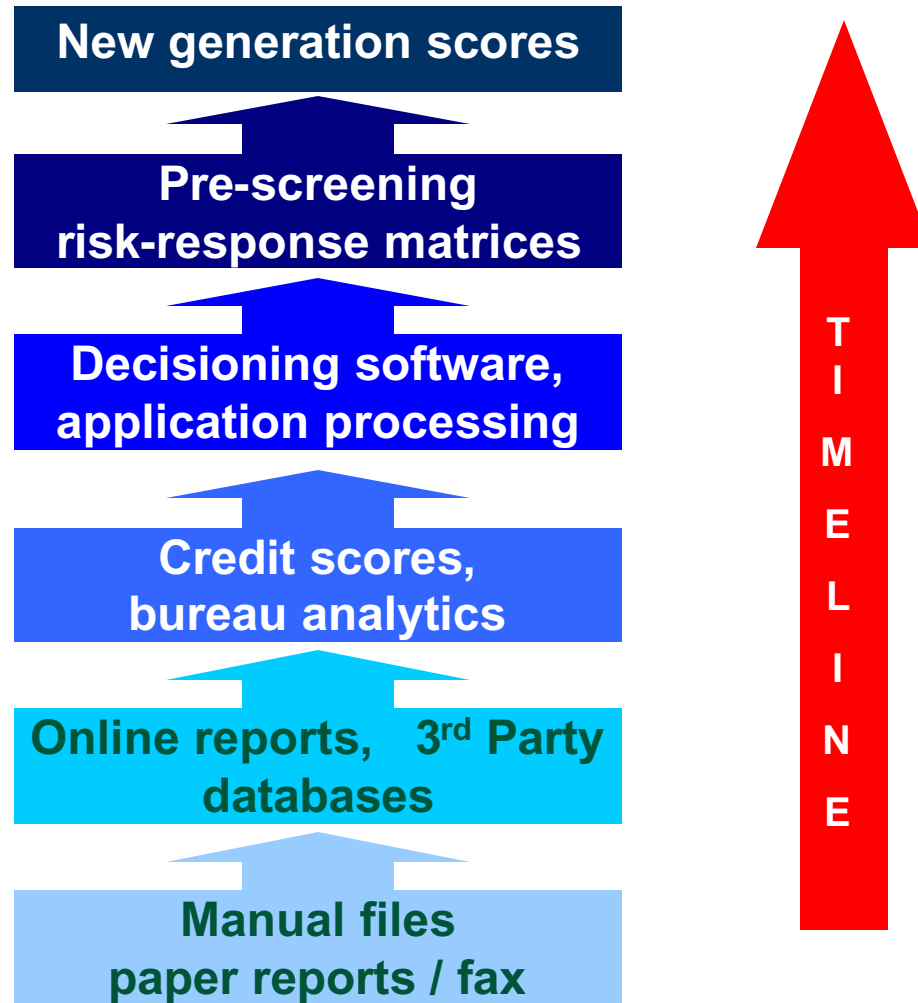 New generation scores
Pre-screening
risk-response matrices
Decisioning software,
application processing
Credit scores,
bureau analytics
Online reports, 3rd Party
databases
Manual files
paper reports / fax
T
I
M
E
L
I
N
E